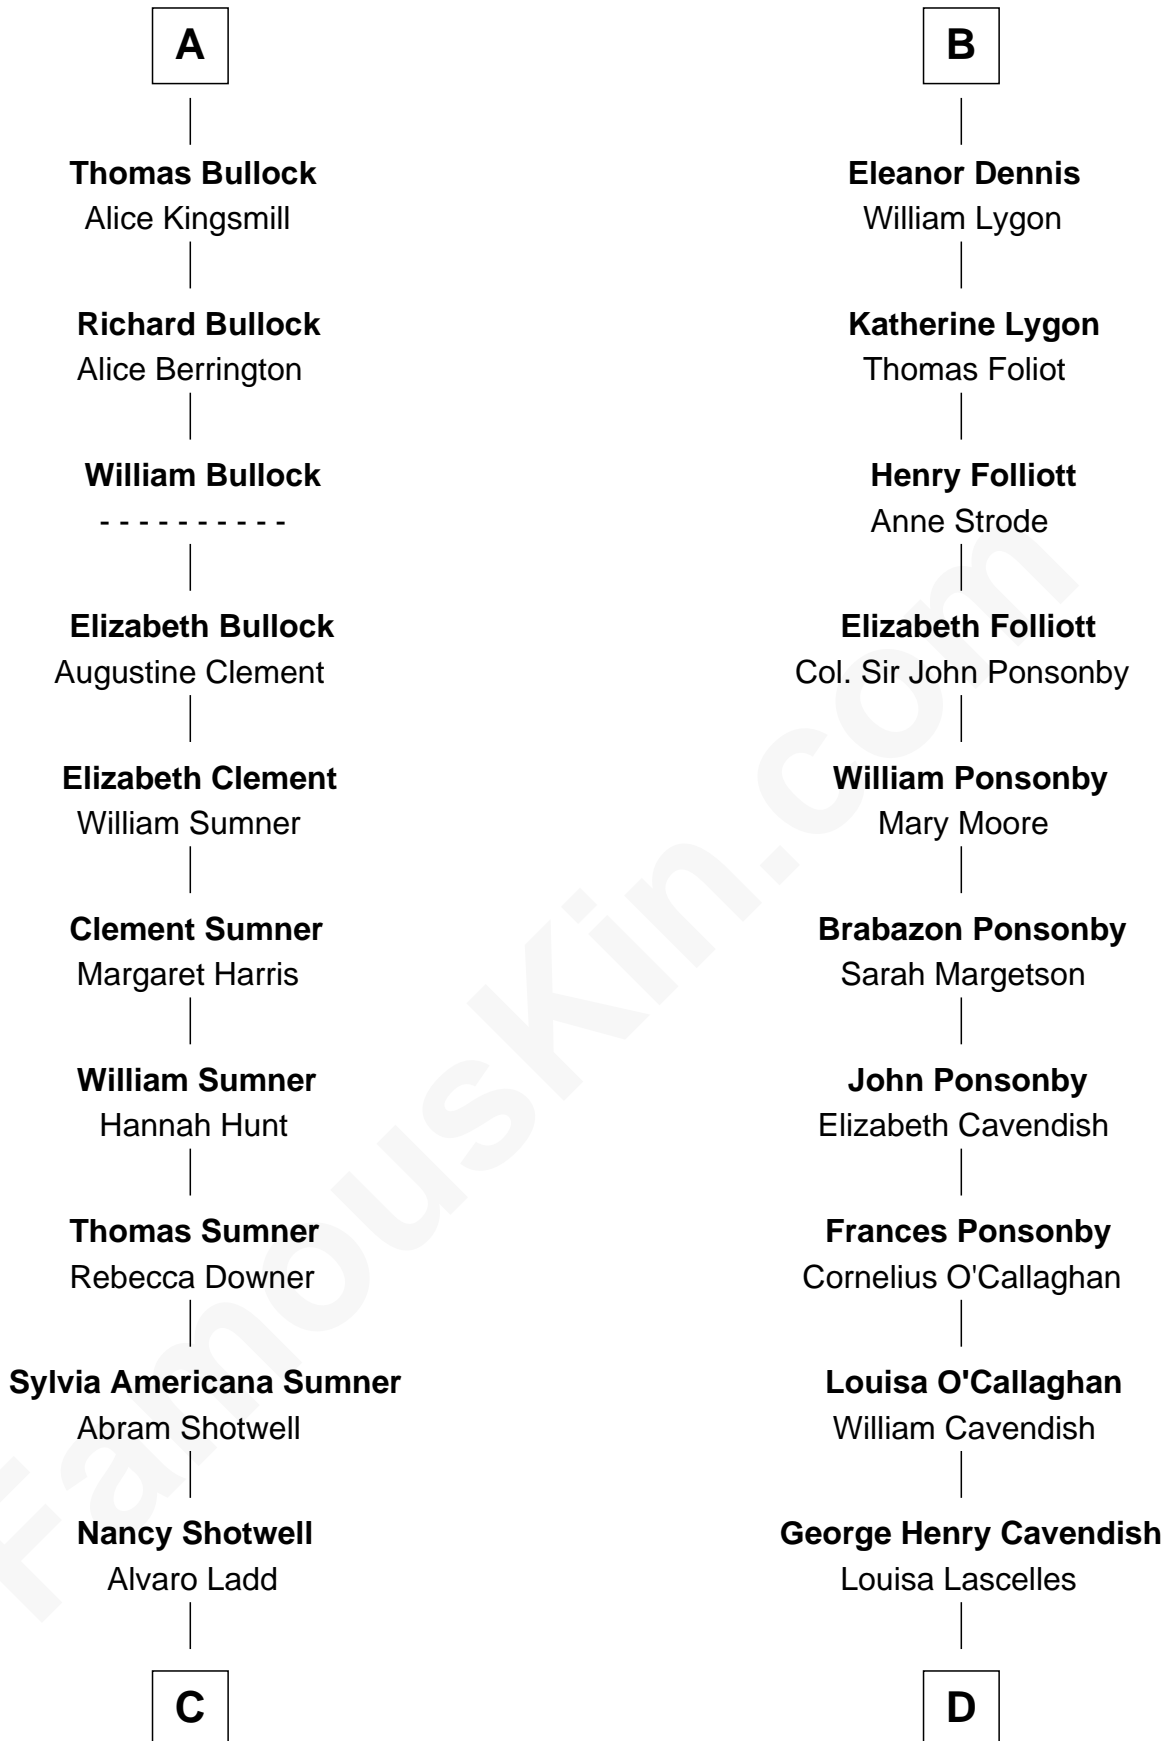 A
Thomas Bullock
Alice Kingsmill
Richard Bullock
Alice Berrington
William Bullock
- - - - - - - - - -
Elizabeth Bullock
Augustine Clement
Elizabeth Clement
William Sumner
Clement Sumner
Margaret Harris
William Sumner
Hannah Hunt
Thomas Sumner
Rebecca Downer
Sylvia Americana Sumner
Abram Shotwell
Nancy Shotwell
Alvaro Ladd
C
B
Eleanor Dennis
William Lygon
Katherine Lygon
Thomas Foliot
Henry Folliott
Anne Strode
Elizabeth Folliott
Col. Sir John Ponsonby
William Ponsonby
Mary Moore
Brabazon Ponsonby
Sarah Margetson
John Ponsonby
Elizabeth Cavendish
Frances Ponsonby
Cornelius O'Callaghan
Louisa O'Callaghan
William Cavendish
George Henry Cavendish
Louisa Lascelles
D
FamousKin.com